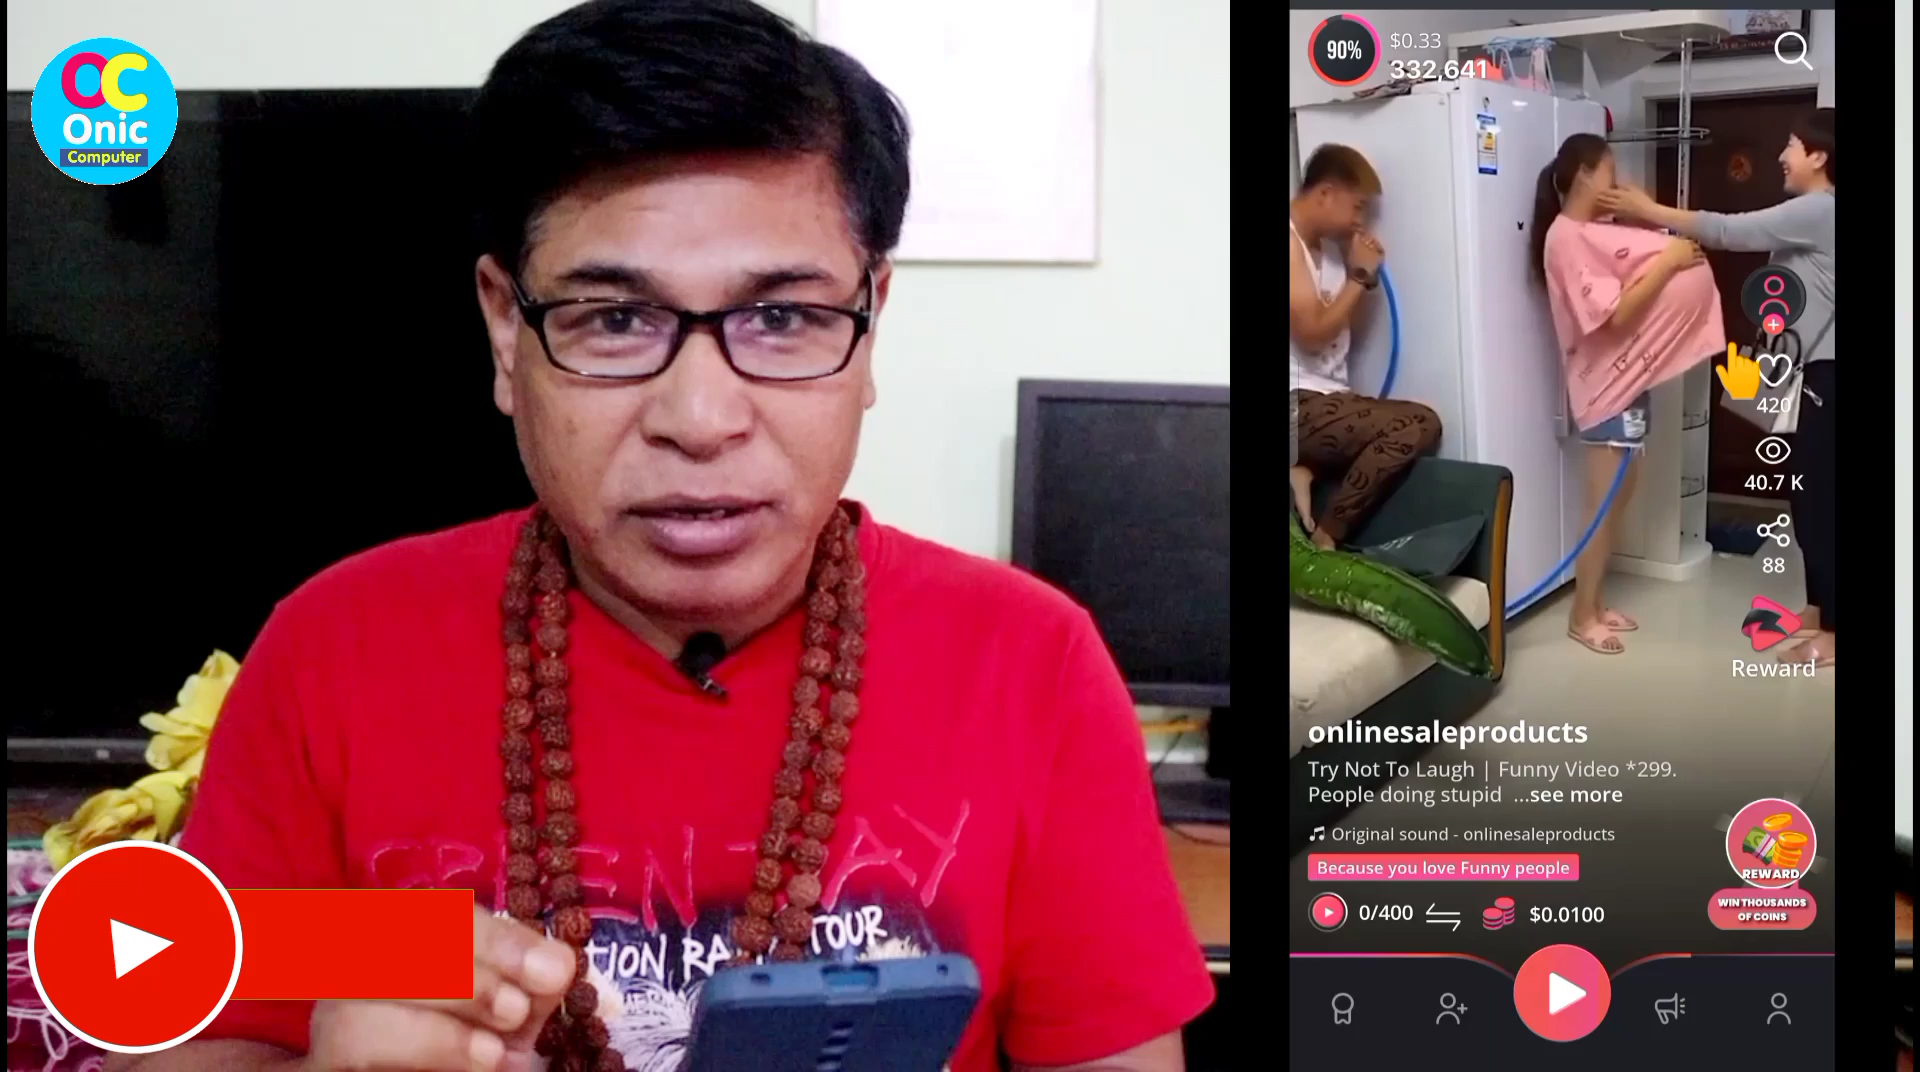 OC
Onic
Computer
TION RA
TOUR
90%
$0.33
332,641
420
40.7 K
88
Reward
onlinesaleproducts
Try Not To Laugh | Funny Video *299.
People doing stupid ...see more
Original sound - onlinesaleproducts
Because you love Funny people
0/400
$0.0100
REWARD
WIN THOUSANDS
OF COINS